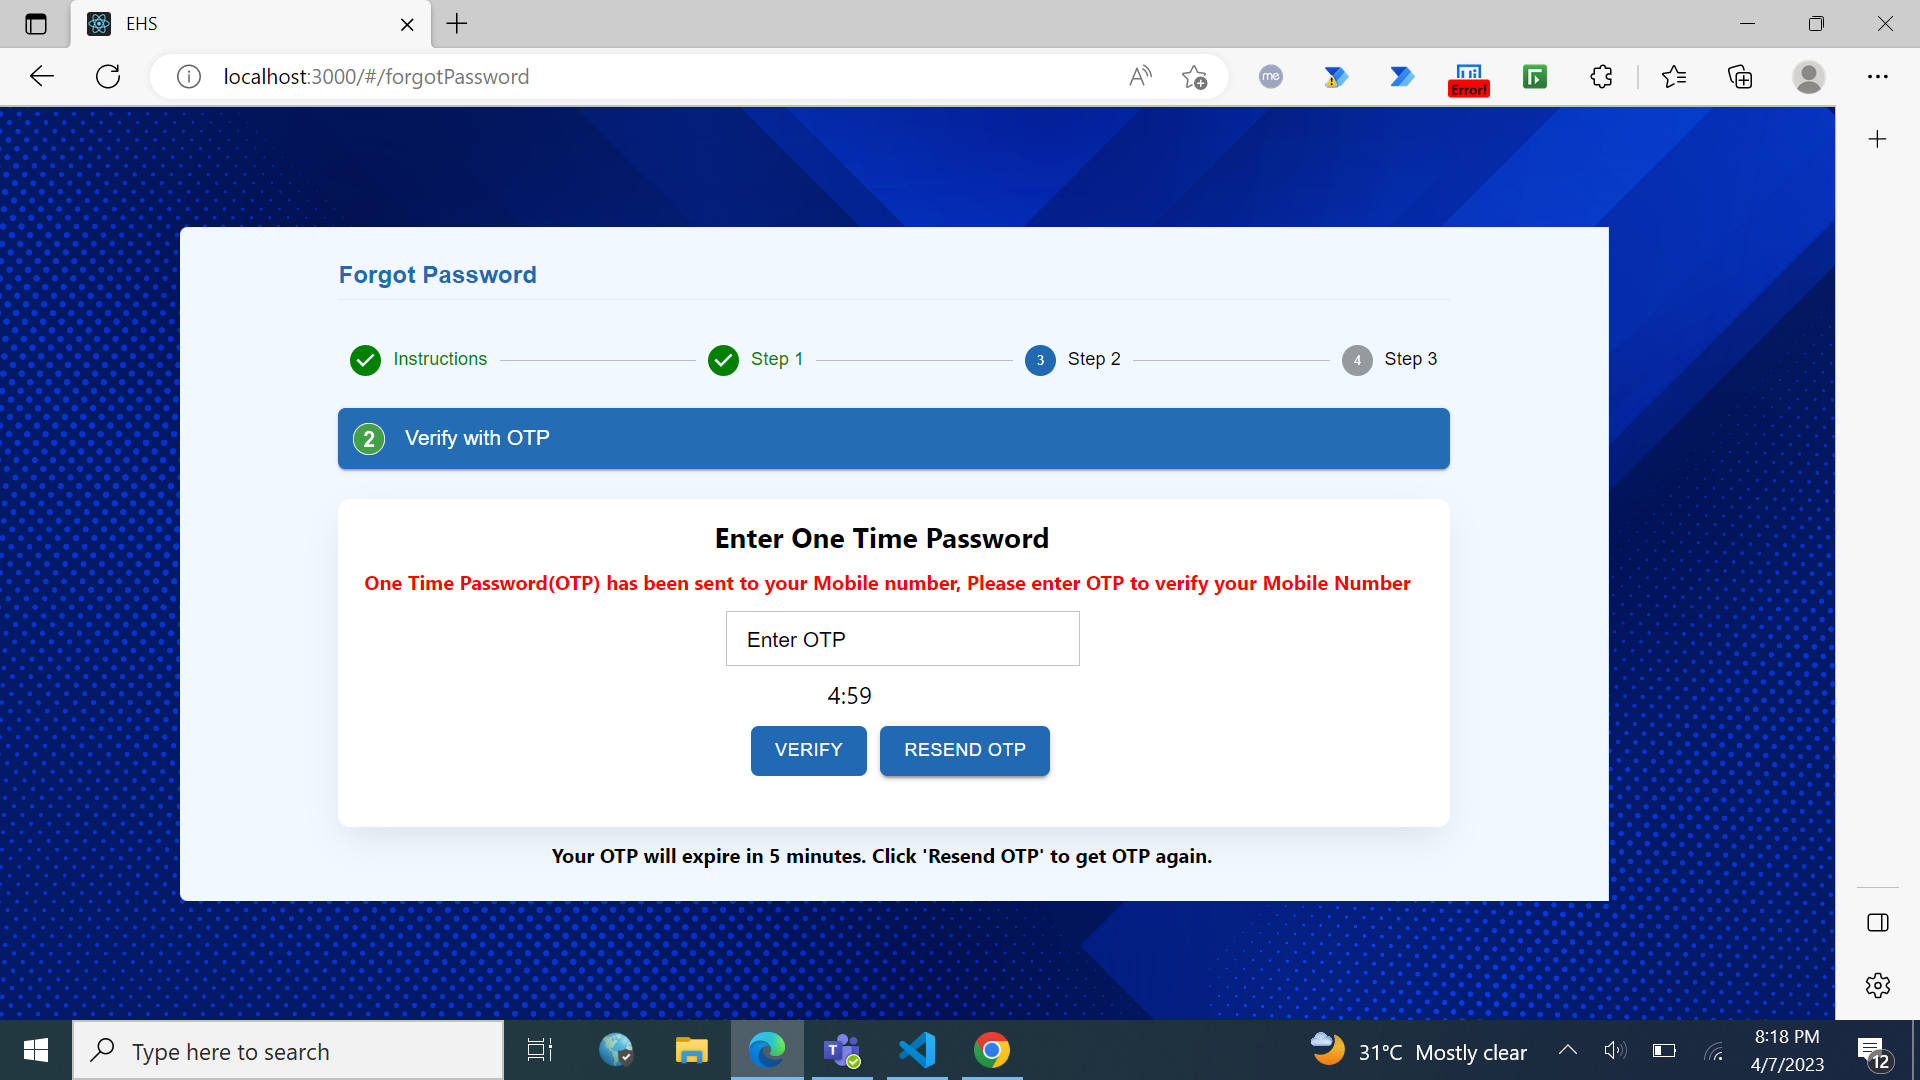 EHS
localhost:3000/#/forgotPassword
me
Error!
Forgot Password
Instructions
Step 1
3 Step 2
4 Step 3
2 Verify with OTP
Enter One Time Password
One Time Password(OTP) has been sent to your Mobile number, Please enter OTP to verify your Mobile Number
Enter OTP
4:59
VERIFY RESEND OTP
Your OTP will expire in 5 minutes. Click 'Resend OTP' to get OTP again.
Type here to search
31°C Mostly clear
8:18 PM
4/7/2023
12